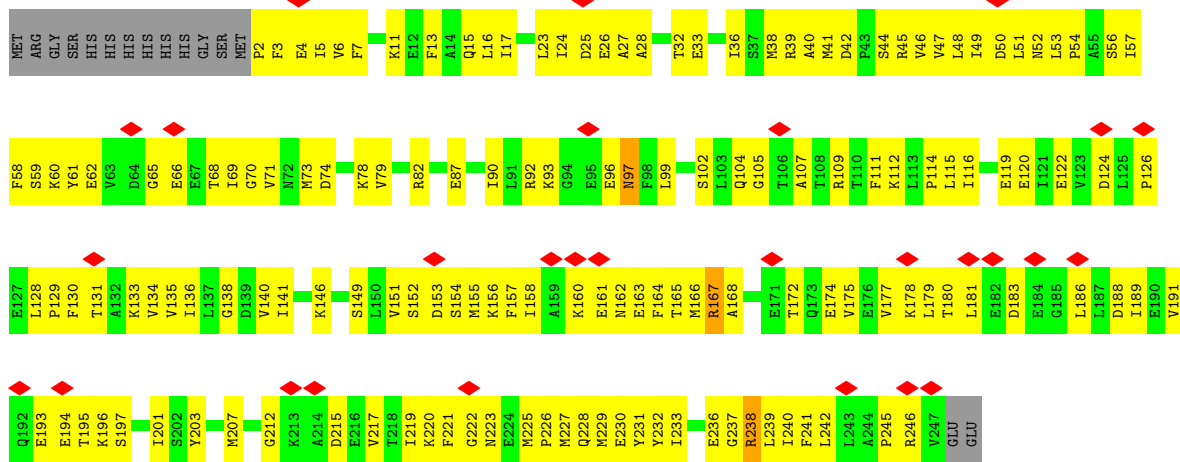 MET ARG GLY SER HIS HIS HIS HIS HIS HIS GLY SER MET P2 F3 E4 I5 V6 F7 K11 E12 F13 A14 Q15 L16 I17 L23 I24 D25 E26 A27 A28 T32 E33 I36 S37 M38 R39 A40 M41 D42 P43 S44 R45 V46 V47 L48 I49 D50 L51 N52 L53 P54 A55 S56 I57
F58 S59 K60 Y61 E62 V63 D64 G65 E66 E67 T68 I69 G70 V71 N72 M73 D74 K78 V79 R82 E87 I90 L91 R92 K93 G94 E95 E96 N97 F98 L99 S102 L103 Q104 G105 T106 A107 T108 R109 T110 F111 K112 L113 P114 L115 I116 E119 E120 I121 E122 V123 D124 L125 P126
E127 L128 P129 F130 T131 A132 K133 V134 V135 I136 L137 G138 D139 V140 I141 K146 S149 L150 V151 S152 D153 S154 M155 K156 F157 I158 A159 K160 E161 N162 E163 F164 T165 M166 R167 A168 E171 T172 Q173 E174 V175 E176 V177 K178 L179 T180 L181 E182 D183 E184 G185 L186 L187 D188 I189 E190 V191
Q192 E193 E194 T195 K196 S197 I201 S202 Y203 M207 G212 K213 A214 D215 E216 V217 T218 I219 K220 F221 G222 N223 E224 M225 P226 M227 Q228 M229 E230 Y231 Y232 I233 E236 G237 R238 L239 I240 F241 L242 L243 A244 P245 R246 V247 GLU GLU